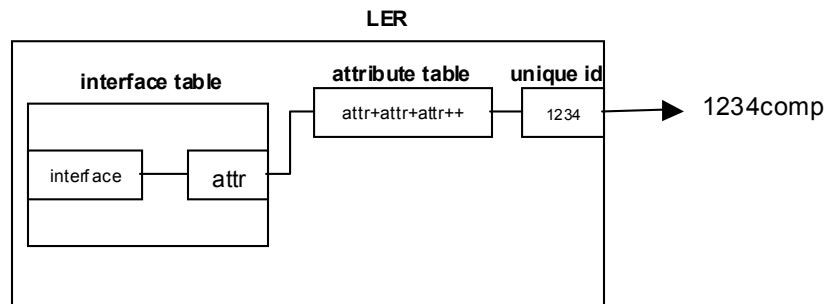 LER
interface table
attribute table
unique id
interface
attr
attr+attr+attr++
1234
1234comp